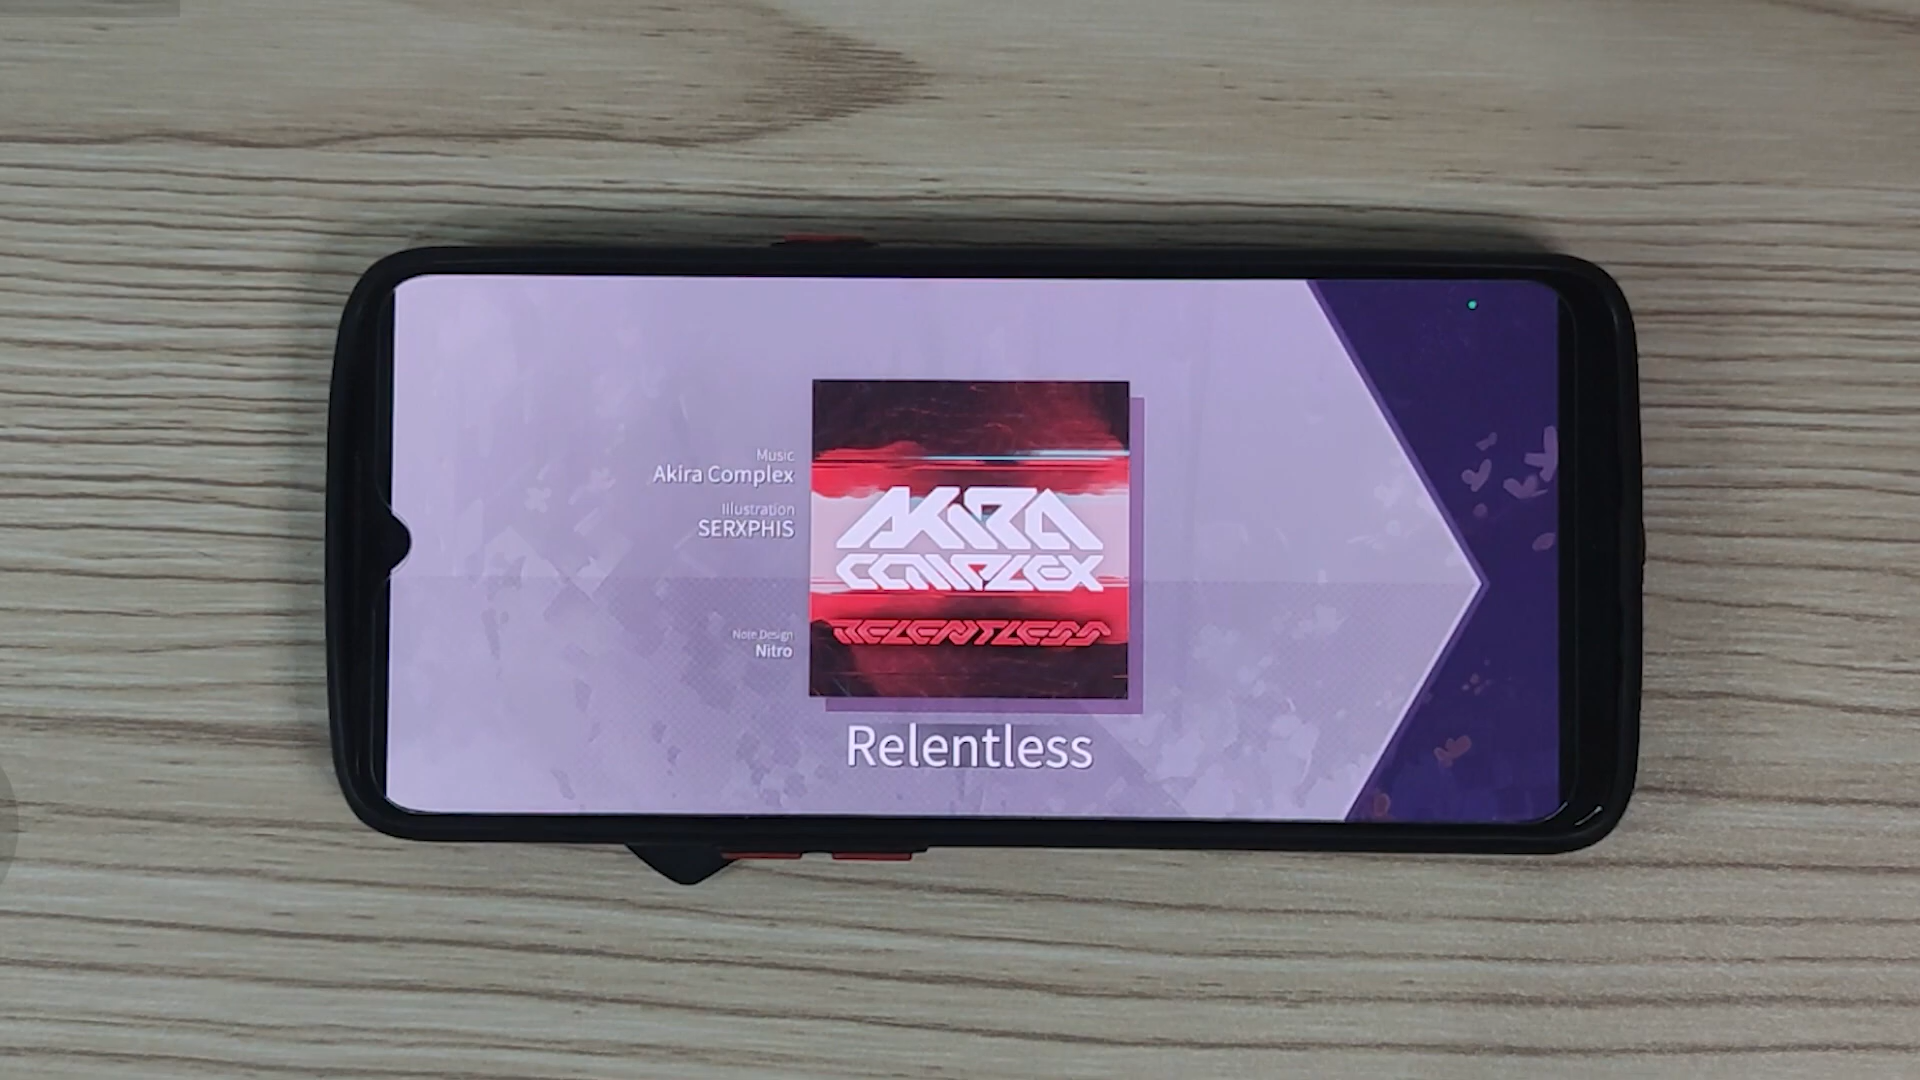 Music
Akira Complex
Illustration
SERXPHIS
Note Design
Nitro
AKIRA
COMPLEX
RELENTLESS
Relentless